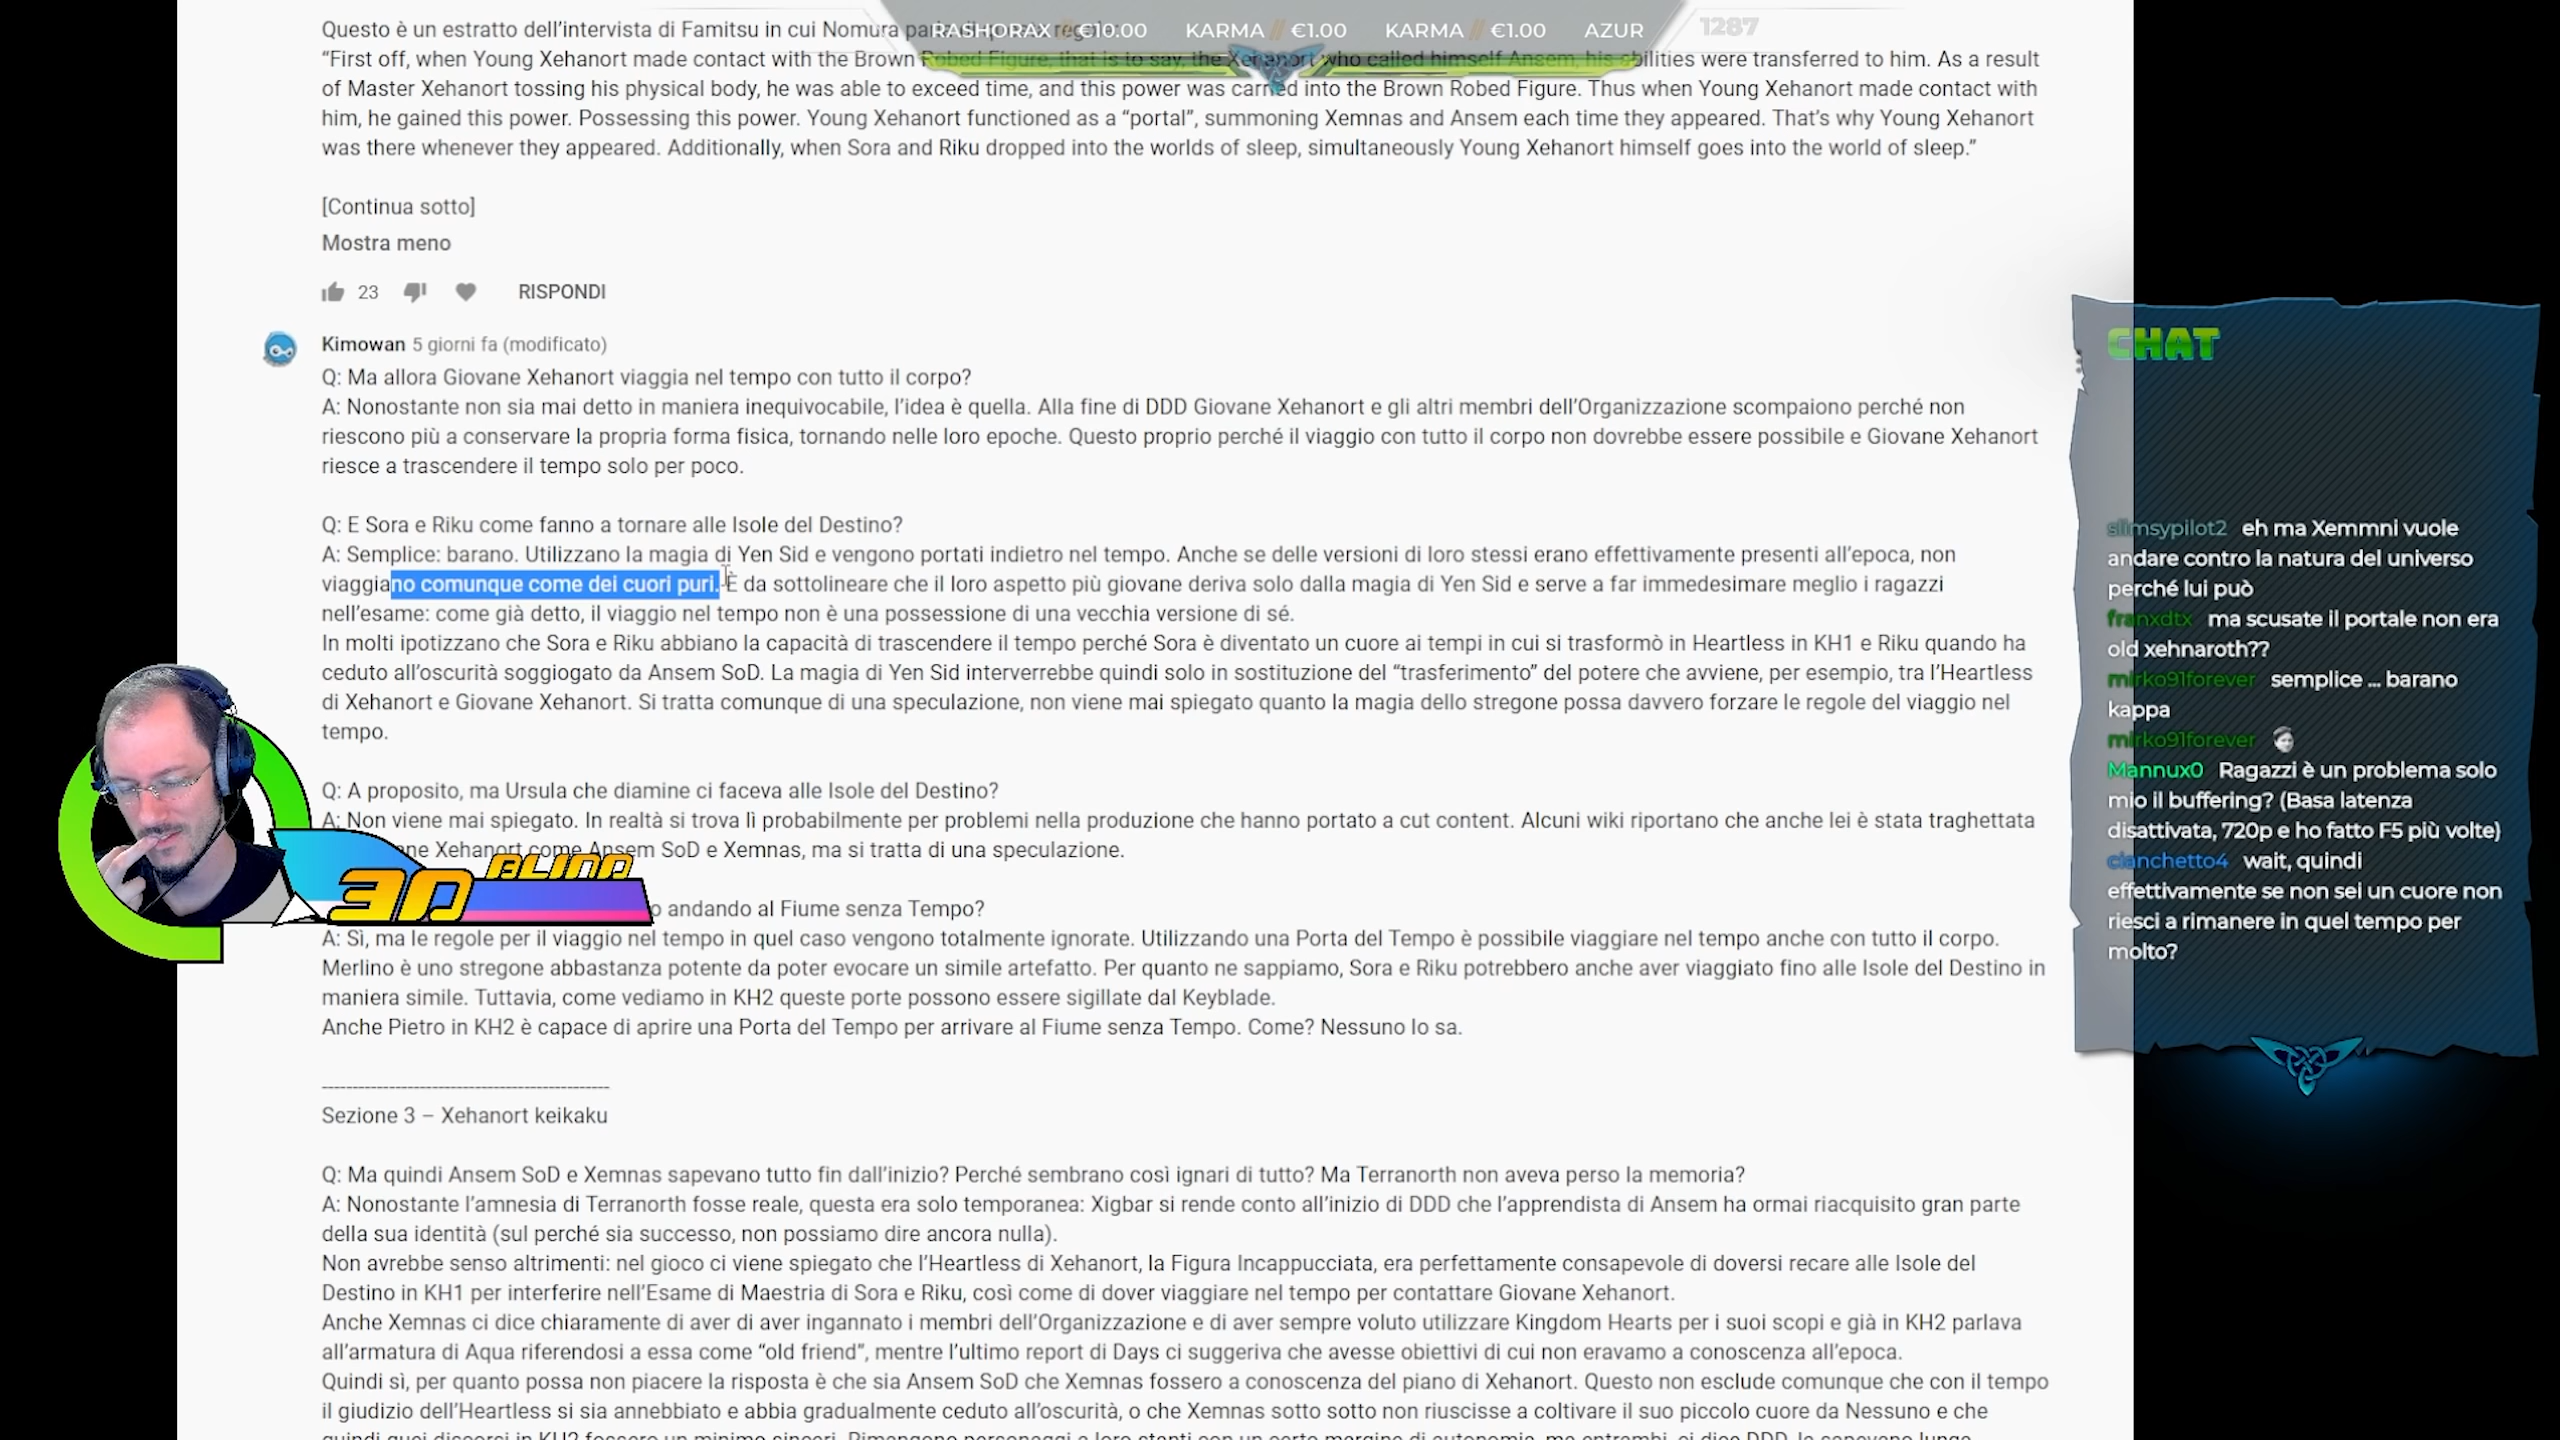 Questo è un estratto dell'intervista di Famitsu in cui Nomura
RASHORAX // €10.00 KARMA // €1.00 KARMA // €1.00 AZUR 1287
"First off, when Young Xehanort made contact with the Brown Robed Figure, that is to say, the Xehanort who called himself Ansem, his abilities were transferred to him. As a result
of Master Xehanort tossing his physical body, he was able to exceed time, and this power was carried into the Brown Robed Figure. Thus when Young Xehanort made contact with
him, he gained this power. Possessing this power. Young Xehanort functioned as a "portal", summoning Xemnas and Ansem each time they appeared. That's why Young Xehanort
was there whenever they appeared. Additionally, when Sora and Riku dropped into the worlds of sleep, simultaneously Young Xehanort himself goes into the world of sleep."
[Continua sotto]
Mostra meno
23 RISPONDI
Kimowan 5 giorni fa (modificato)
Q: Ma allora Giovane Xehanort viaggia nel tempo con tutto il corpo?
A: Nonostante non sia mai detto in maniera inequivocabile, l'idea è quella. Alla fine di DDD Giovane Xehanort e gli altri membri dell'Organizzazione scompaiono perché non
riescono più a conservare la propria forma fisica, tornando nelle loro epoche. Questo proprio perché il viaggio con tutto il corpo non dovrebbe essere possibile e Giovane Xehanort
riesce a trascendere il tempo solo per poco.
Q: E Sora e Riku come fanno a tornare alle Isole del Destino?
A: Semplice: barano. Utilizzano la magia di Yen Sid e vengono portati indietro nel tempo. Anche se delle versioni di loro stessi erano effettivamente presenti all'epoca, non
viaggiano comunque come dei cuori puri. È da sottolineare che il loro aspetto più giovane deriva solo dalla magia di Yen Sid e serve a far immedesimare meglio i ragazzi
nell'esame: come già detto, il viaggio nel tempo non è una possessione di una vecchia versione di sé.
In molti ipotizzano che Sora e Riku abbiano la capacità di trascendere il tempo perché Sora è diventato un cuore ai tempi in cui si trasformò in Heartless in KH1 e Riku quando ha
ceduto all'oscurità soggiogato da Ansem SoD. La magia di Yen Sid interverrebbe quindi solo in sostituzione del "trasferimento" del potere che avviene, per esempio, tra l'Heartless
di Xehanort e Giovane Xehanort. Si tratta comunque di una speculazione, non viene mai spiegato quanto la magia dello stregone possa davvero forzare le regole del viaggio nel
tempo.
Q: A proposito, ma Ursula che diamine ci faceva alle Isole del Destino?
A: Non viene mai spiegato. In realtà si trova lì probabilmente per problemi nella produzione che hanno portato a cut content. Alcuni wiki riportano che anche lei è stata traghettata
ne Xehanort come Ansem SoD e Xemnas, ma si tratta di una speculazione.
o andando al Fiume senza Tempo?
A: Sì, ma le regole per il viaggio nel tempo in quel caso vengono totalmente ignorate. Utilizzando una Porta del Tempo è possibile viaggiare nel tempo anche con tutto il corpo.
Merlino è uno stregone abbastanza potente da poter evocare un simile artefatto. Per quanto ne sappiamo, Sora e Riku potrebbero anche aver viaggiato fino alle Isole del Destino in
maniera simile. Tuttavia, come vediamo in KH2 queste porte possono essere sigillate dal Keyblade.
Anche Pietro in KH2 è capace di aprire una Porta del Tempo per arrivare al Fiume senza Tempo. Come? Nessuno lo sa.
-----------------------------------------------
Sezione 3 – Xehanort keikaku
Q: Ma quindi Ansem SoD e Xemnas sapevano tutto fin dall'inizio? Perché sembrano così ignari di tutto? Ma Terranorth non aveva perso la memoria?
A: Nonostante l'amnesia di Terranorth fosse reale, questa era solo temporanea: Xigbar si rende conto all'inizio di DDD che l'apprendista di Ansem ha ormai riacquisito gran parte
della sua identità (sul perché sia successo, non possiamo dire ancora nulla).
Non avrebbe senso altrimenti: nel gioco ci viene spiegato che l'Heartless di Xehanort, la Figura Incappucciata, era perfettamente consapevole di doversi recare alle Isole del
Destino in KH1 per interferire nell'Esame di Maestria di Sora e Riku, così come di dover viaggiare nel tempo per contattare Giovane Xehanort.
Anche Xemnas ci dice chiaramente di aver di aver ingannato i membri dell'Organizzazione e di aver sempre voluto utilizzare Kingdom Hearts per i suoi scopi e già in KH2 parlava
all'armatura di Aqua riferendosi a essa come "old friend", mentre l'ultimo report di Days ci suggeriva che avesse obiettivi di cui non eravamo a conoscenza all'epoca.
Quindi sì, per quanto possa non piacere la risposta è che sia Ansem SoD che Xemnas fossero a conoscenza del piano di Xehanort. Questo non esclude comunque che con il tempo
il giudizio dell'Heartless si sia annebbiato e abbia gradualmente ceduto all'oscurità, o che Xemnas sotto sotto non riuscisse a coltivare il suo piccolo cuore da Nessuno e che
3D BLIND
CHAT
slimsypilot2 eh ma Xemmni vuole
andare contro la natura del universo
perché lui può
franxdtx ma scusate il portale non era
old xehnaroth??
mirko91forever semplice ... barano
kappa
mirko91forever
Mannux0 Ragazzi è un problema solo
mio il buffering? (Basa latenza
disattivata, 720p e ho fatto F5 più volte)
cianchetto4 wait, quindi
effettivamente se non sei un cuore non
riesci a rimanere in quel tempo per
molto?